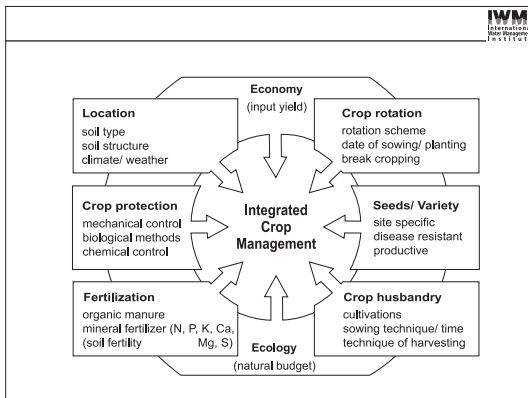 IWM
International
Water Management
Institut
Economy
(input yield)
Location
soil type
soil structure
climate/ weather
Crop rotation
rotation scheme
date of sowing/ planting
break cropping
Crop protection
mechanical control
biological methods
chemical control
Integrated
Crop
Management
Seeds/ Variety
site specific
disease resistant
productive
Fertilization
organic manure
mineral fertilizer (N, P, K, Ca,
(soil fertility Mg, S)
Crop husbandry
cultivations
sowing technique/ time
technique of harvesting
Ecology
(natural budget)